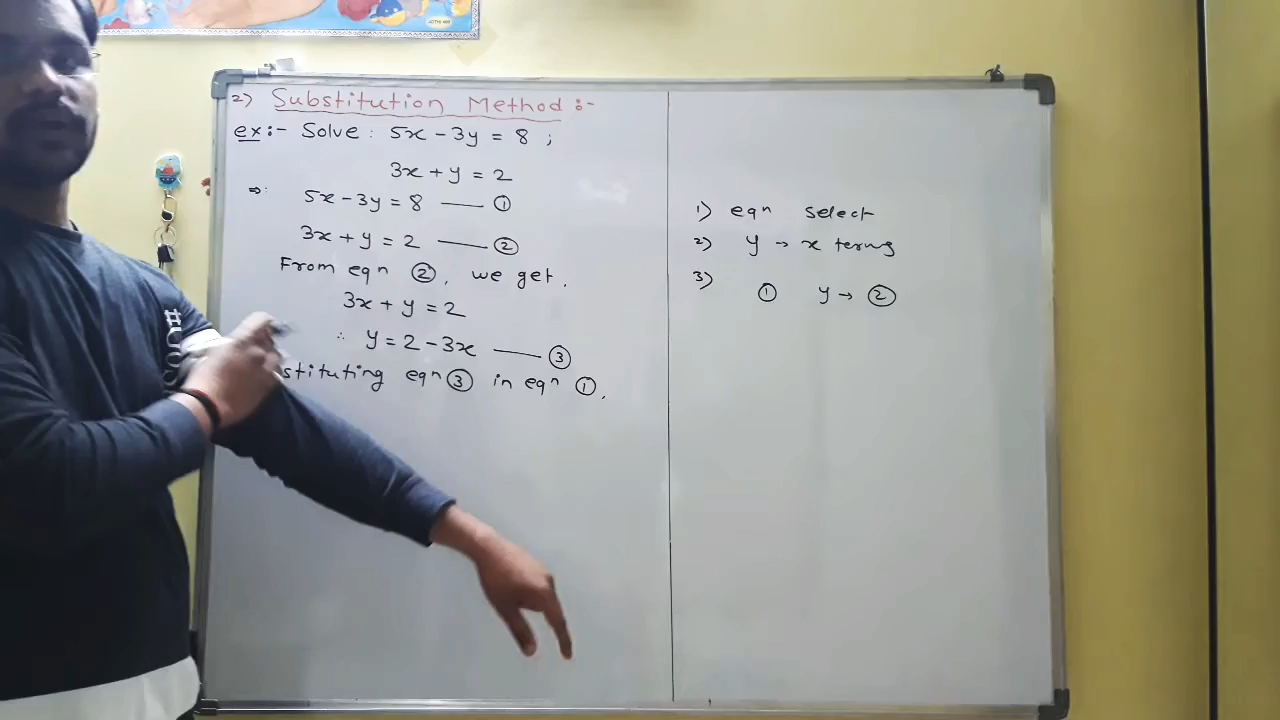 2) Substitution Method :-
ex :- Solve : 5x - 3y = 8 ;
3x + y = 2
⇒ 5x - 3y = 8 —— ①
3x + y = 2 —— ②
From eqn ②, we get,
3x + y = 2
∴ y = 2 - 3x —— ③
stituting eqn ③ in eqn ①,
1) eqn select
2) y → x terms
3) ① y → ②